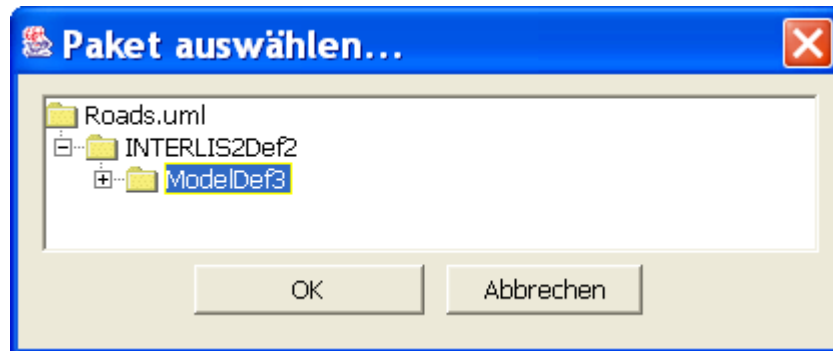 Paket auswählen...
Roads.uml
INTERLIS2Def2
ModelDef3
OK Abbrechen